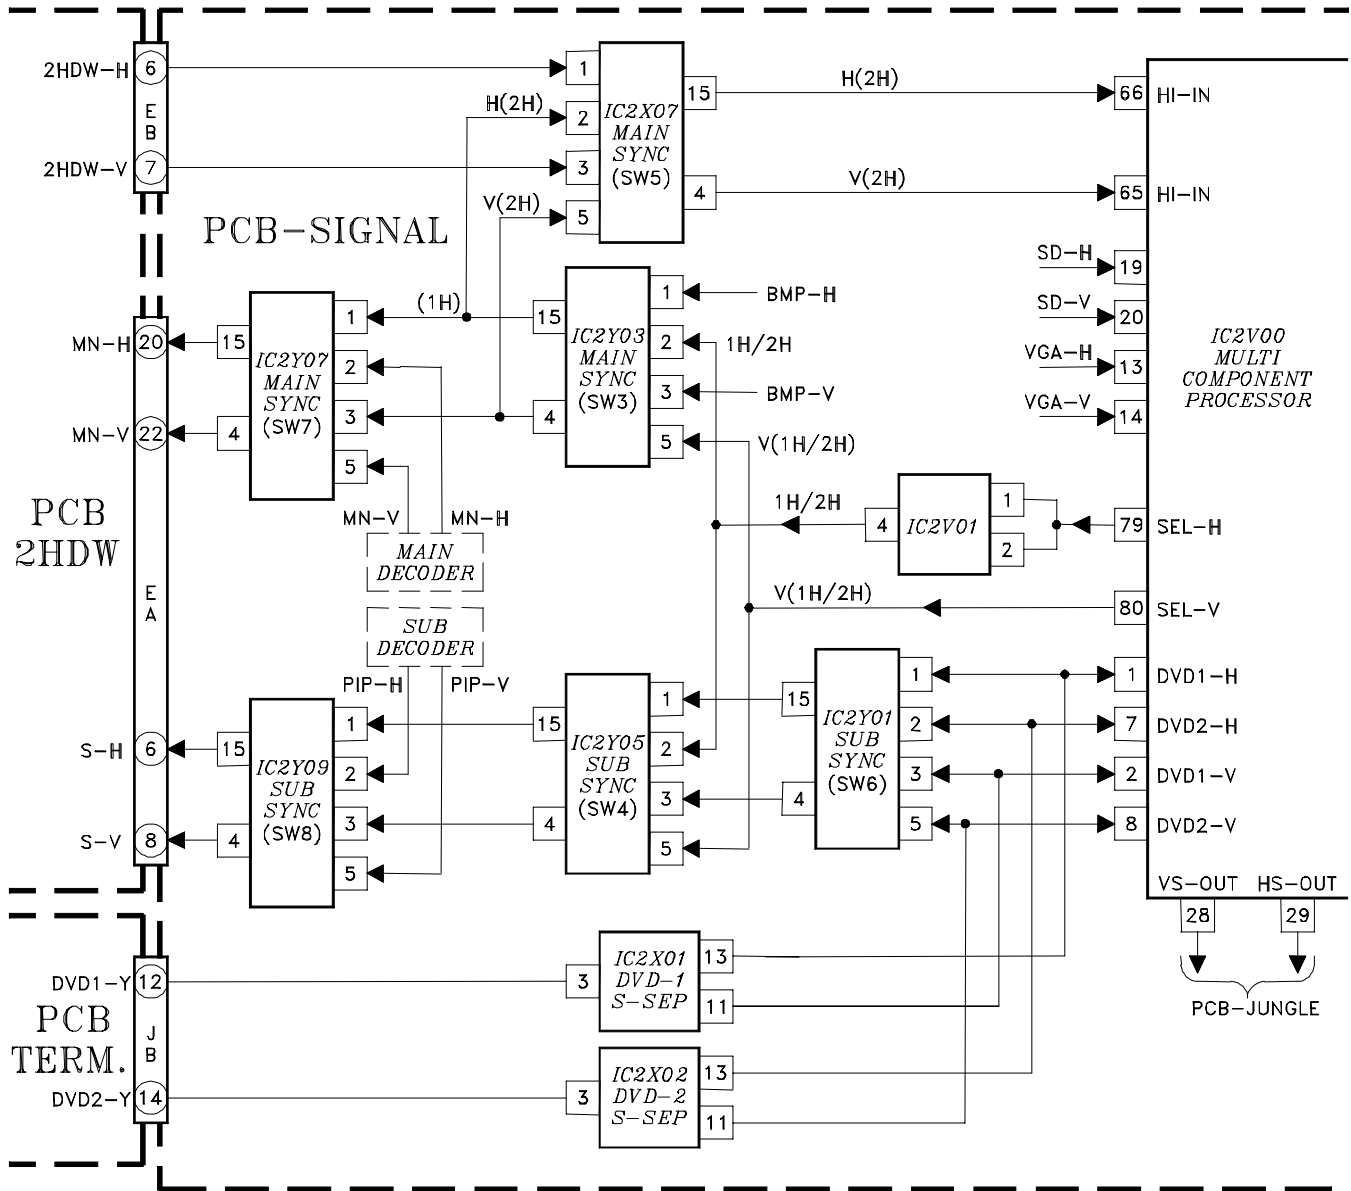 2HDW-H
6
E
B
2HDW-V
7
1
H(2H)
2
3
V(2H)
5
IC2X07
MAIN
SYNC
(SW5)
15
H(2H)
66
HI-IN
4
V(2H)
65
HI-IN
PCB-SIGNAL
SD-H
19
SD-V
20
VGA-H
13
VGA-V
14
IC2V00
MULTI
COMPONENT
PROCESSOR
MN-H
20
15
IC2Y07
MAIN
SYNC
(SW7)
1
(1H)
15
IC2Y03
MAIN
SYNC
(SW3)
1
BMP-H
2
1H/2H
2
3
BMP-V
3
4
5
V(1H/2H)
MN-V
22
4
5
MN-V
MN-H
MAIN
DECODER
PCB
2HDW
E
A
1H/2H
4
IC2V01
1
2
79
SEL-H
V(1H/2H)
80
SEL-V
SUB
DECODER
PIP-H
PIP-V
S-H
6
15
IC2Y09
SUB
SYNC
(SW8)
1
2
3
5
S-V
8
4
15
4
IC2Y05
SUB
SYNC
(SW4)
1
2
3
5
15
4
IC2Y01
SUB
SYNC
(SW6)
1
2
3
5
1
DVD1-H
7
DVD2-H
2
DVD1-V
8
DVD2-V
VS-OUT
HS-OUT
28
29
PCB-JUNGLE
DVD1-Y
12
PCB
TERM.
J
B
DVD2-Y
14
3
IC2X01
DVD-1
S-SEP
13
11
3
IC2X02
DVD-2
S-SEP
13
11